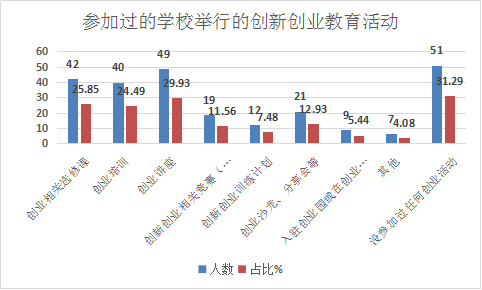 参加过的学校举行的创新创业教育活动
60
50
40
30
20
10
0
42
25.85
40
24.49
49
29.93
19
11.56
12
7.48
21
12.93
9
5.44
7
4.08
51
31.29
创业相关选修课
创业培训
创业讲座
创新创业相关竞赛（...
创新创业训练计划
创业沙龙、分享会等
入驻创业园或在创业...
其他
没参加过任何创业活动
人数
占比%